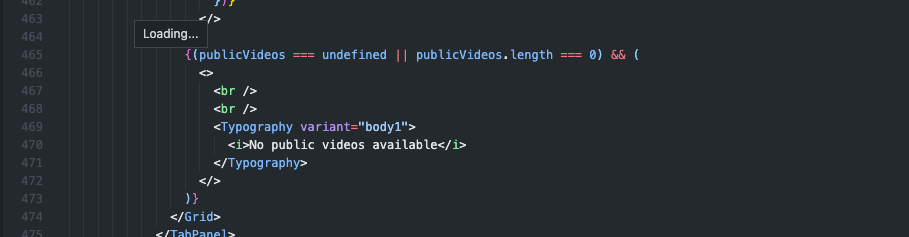 462 })}
463 </>
464
Loading...
465 {(publicVideos === undefined || publicVideos.length === 0) && (
466 <>
467 <br />
468 <br />
469 <Typography variant="body1">
470 <i>No public videos available</i>
471 </Typography>
472 </>
473 )}
474 </Grid>
475 </TabPanel>